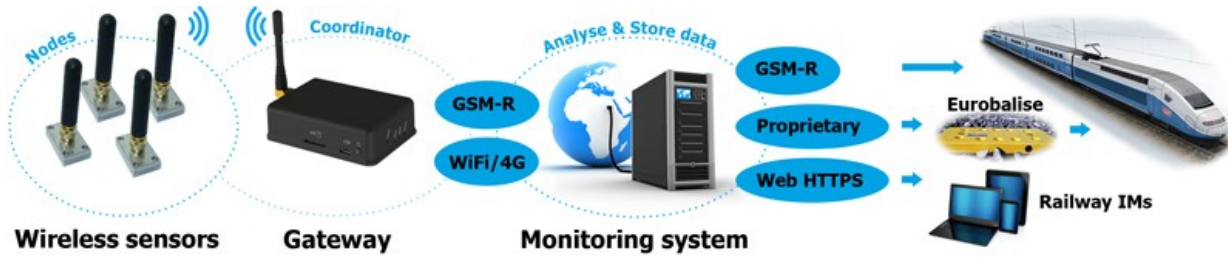 Nodes
Coordinator
Analyse & Store data
GSM-R
WiFi/4G
GSM-R
Proprietary
Web HTTPS
Eurobalise
Railway IMs
Wireless sensors
Gateway
Monitoring system